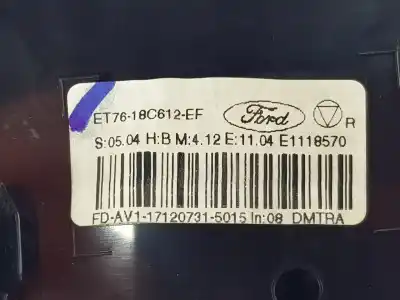 ET76-18C612-EF
Ford
R
S:05.04 H:B M:4.12 E:11.04 E1118570
FD-AV1-17120731-5015 In:08 DMTRA